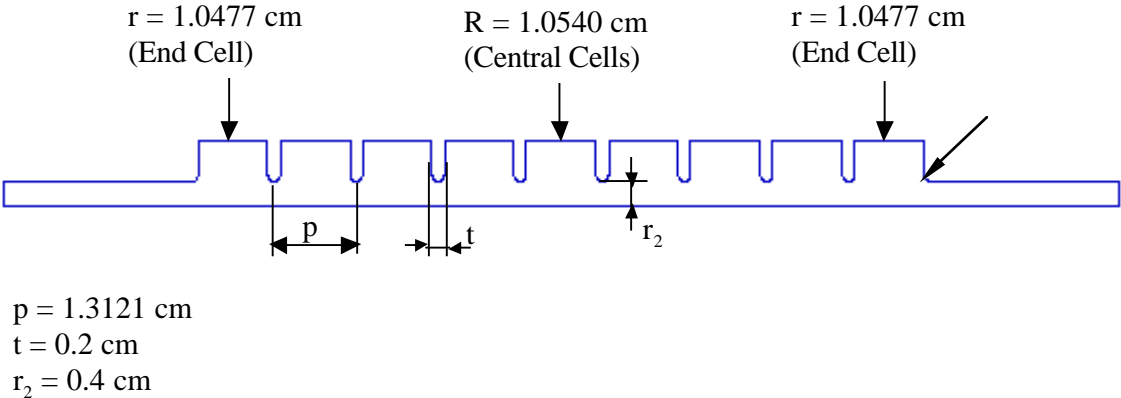 r = 1.0477 cm
(End Cell)
R = 1.0540 cm
(Central Cells)
r = 1.0477 cm
(End Cell)
p
t
r₂
p = 1.3121 cm
t = 0.2 cm
r₂ = 0.4 cm